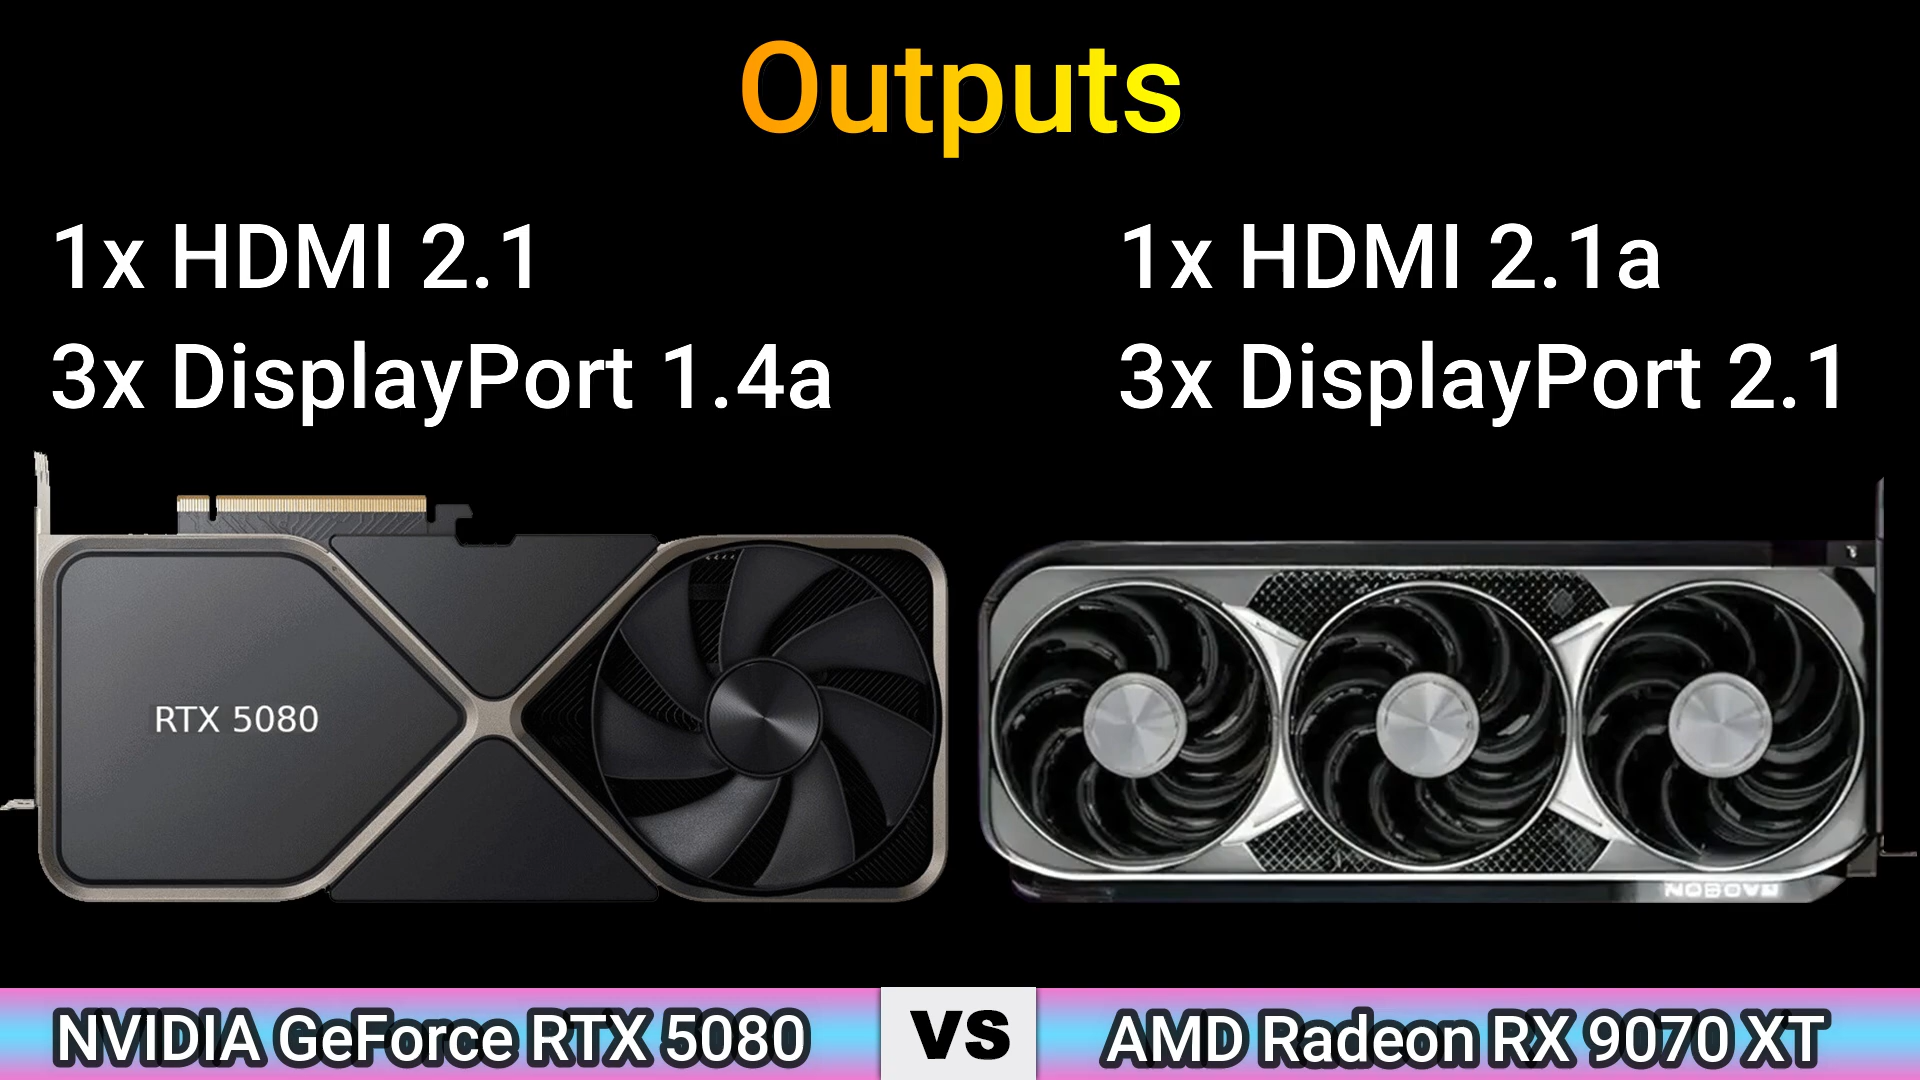 Outputs
1x HDMI 2.1
3x DisplayPort 1.4a
1x HDMI 2.1a
3x DisplayPort 2.1
RTX 5080
NVIDIA GeForce RTX 5080
VS
AMD Radeon RX 9070 XT